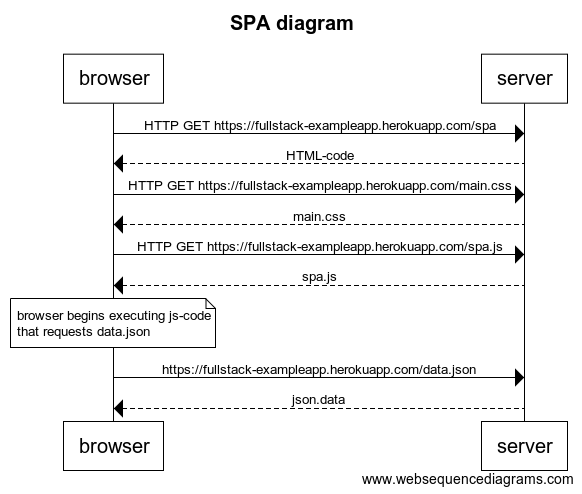 SPA diagram
browser
server
HTTP GET https://fullstack-exampleapp.herokuapp.com/spa
HTML-code
HTTP GET https://fullstack-exampleapp.herokuapp.com/main.css
main.css
HTTP GET https://fullstack-exampleapp.herokuapp.com/spa.js
spa.js
browser begins executing js-code
that requests data.json
https://fullstack-exampleapp.herokuapp.com/data.json
json.data
browser
server
www.websequencediagrams.com